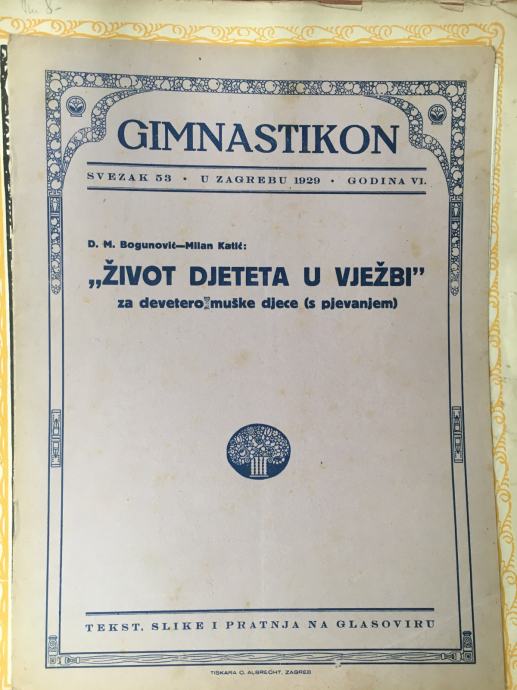 GIMNASTIKON
SVEZAK 53 • U ZAGREBU 1929 • GODINA VI.
D. M. Bogunović—Milan Katić:
„ŽIVOT DJETETA U VJEŽBI”
za devetero muške djece (s pjevanjem)
TEKST, SLIKE I PRATNJA NA GLASOVIRU
TISKARA C. ALBRECHT, ZAGREB